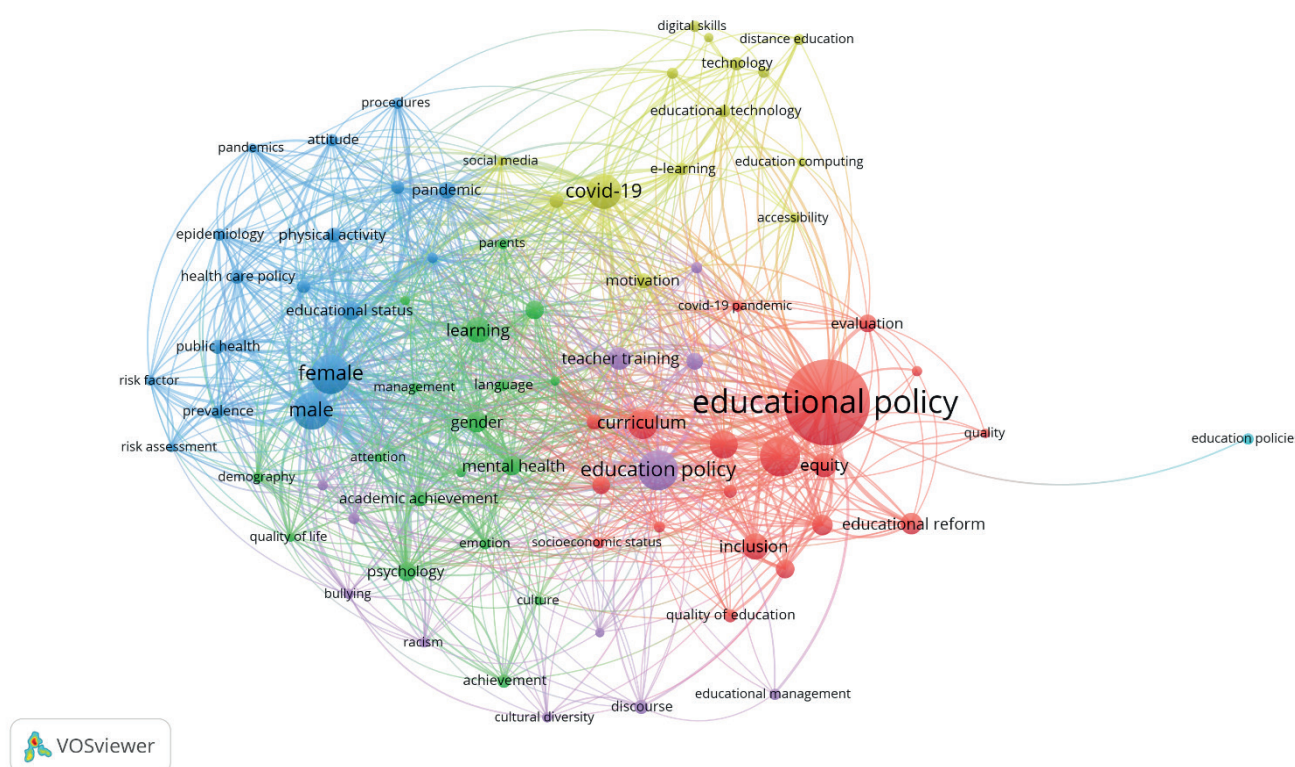 digital skills
distance education
technology
procedures
educational technology
attitude
pandemics
social media
e-learning
education computing
pandemic
covid-19
accessibility
epidemiology
physical activity
parents
health care policy
motivation
covid-19 pandemic
educational status
evaluation
learning
public health
teacher training
female
risk factor
management
language
educational policy
male
prevalence
gender
curriculum
quality
education policie
risk assessment
attention
mental health
education policy
equity
demography
academic achievement
educational reform
quality of life
emotion
socioeconomic status
inclusion
psychology
bullying
culture
quality of education
racism
achievement
educational management
discourse
cultural diversity
VOSviewer